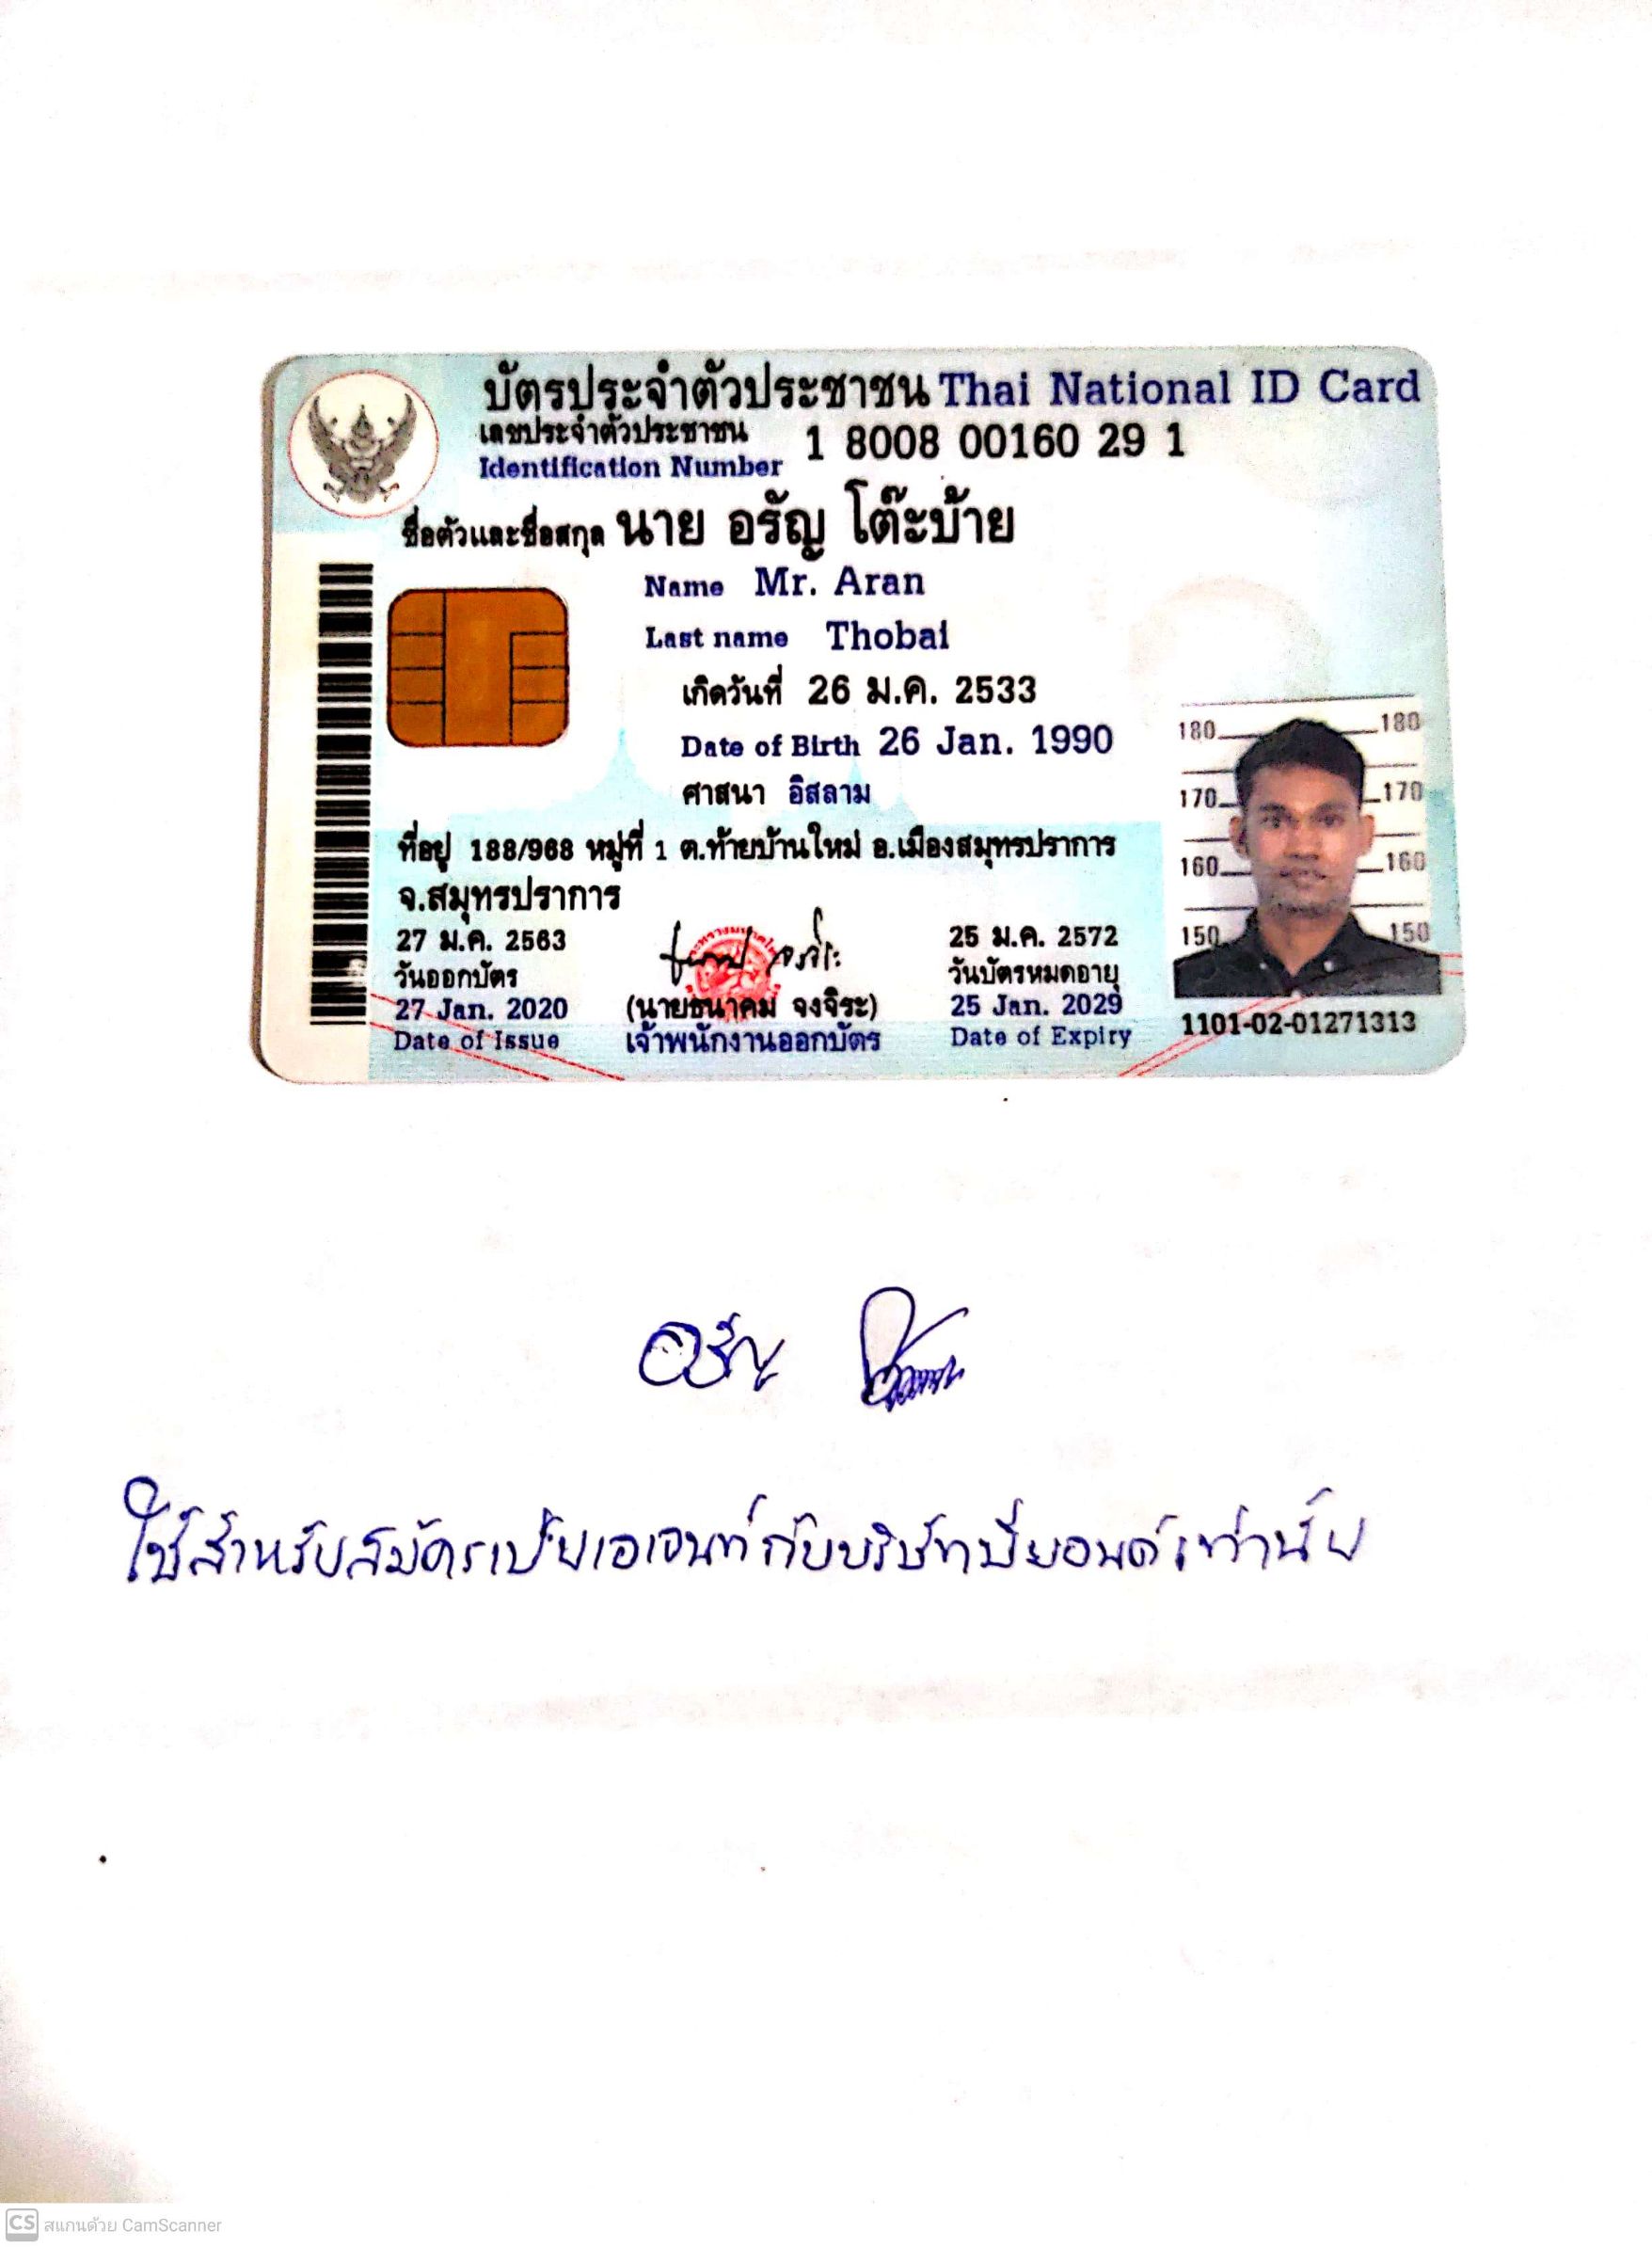 บัตรประจำตัวประชาชน Thai National ID Card
เลขประจำตัวประชาชน
Identification Number 1 8008 00160 29 1
ชื่อตัวและชื่อสกุล นาย อรัญ โต๊ะบ้าย
Name Mr. Aran
Last name Thobai
เกิดวันที่ 26 ม.ค. 2533
Date of Birth 26 Jan. 1990
ศาสนา อิสลาม
ที่อยู่ 188/968 หมู่ที่ 1 ต.ท้ายบ้านใหม่ อ.เมืองสมุทรปราการ
จ.สมุทรปราการ
27 ม.ค. 2563
วันออกบัตร
27 Jan. 2020
Date of Issue
(นายธนาคม จงจิระ)
เจ้าพนักงานออกบัตร
25 ม.ค. 2572
วันบัตรหมดอายุ
25 Jan. 2029
Date of Expiry
180 180
170 170
160 160
150 150
1101-02-01271313
อรัญ
ใช้สำหรับสมัครเป็นเอเจนท์กับบริษัทบียอนด์เท่านั้น
CS สแกนด้วย CamScanner